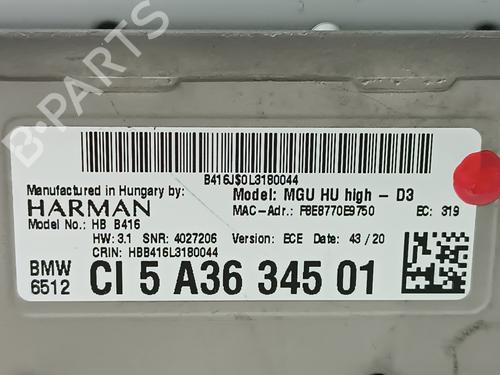 B416J$0L3180044
Manufactured in Hungary by: Model: MGU HU high - D3
HARMAN MAC-Adr.: F8E8770E9750 EC: 319
Model No.: HB B416
HW: 3.1 SNR: 4027206 Version: ECE Date: 43/20
CRIN: HBB416L3180044
BMW 6512 CI 5 A36 345 01
B-PARTS